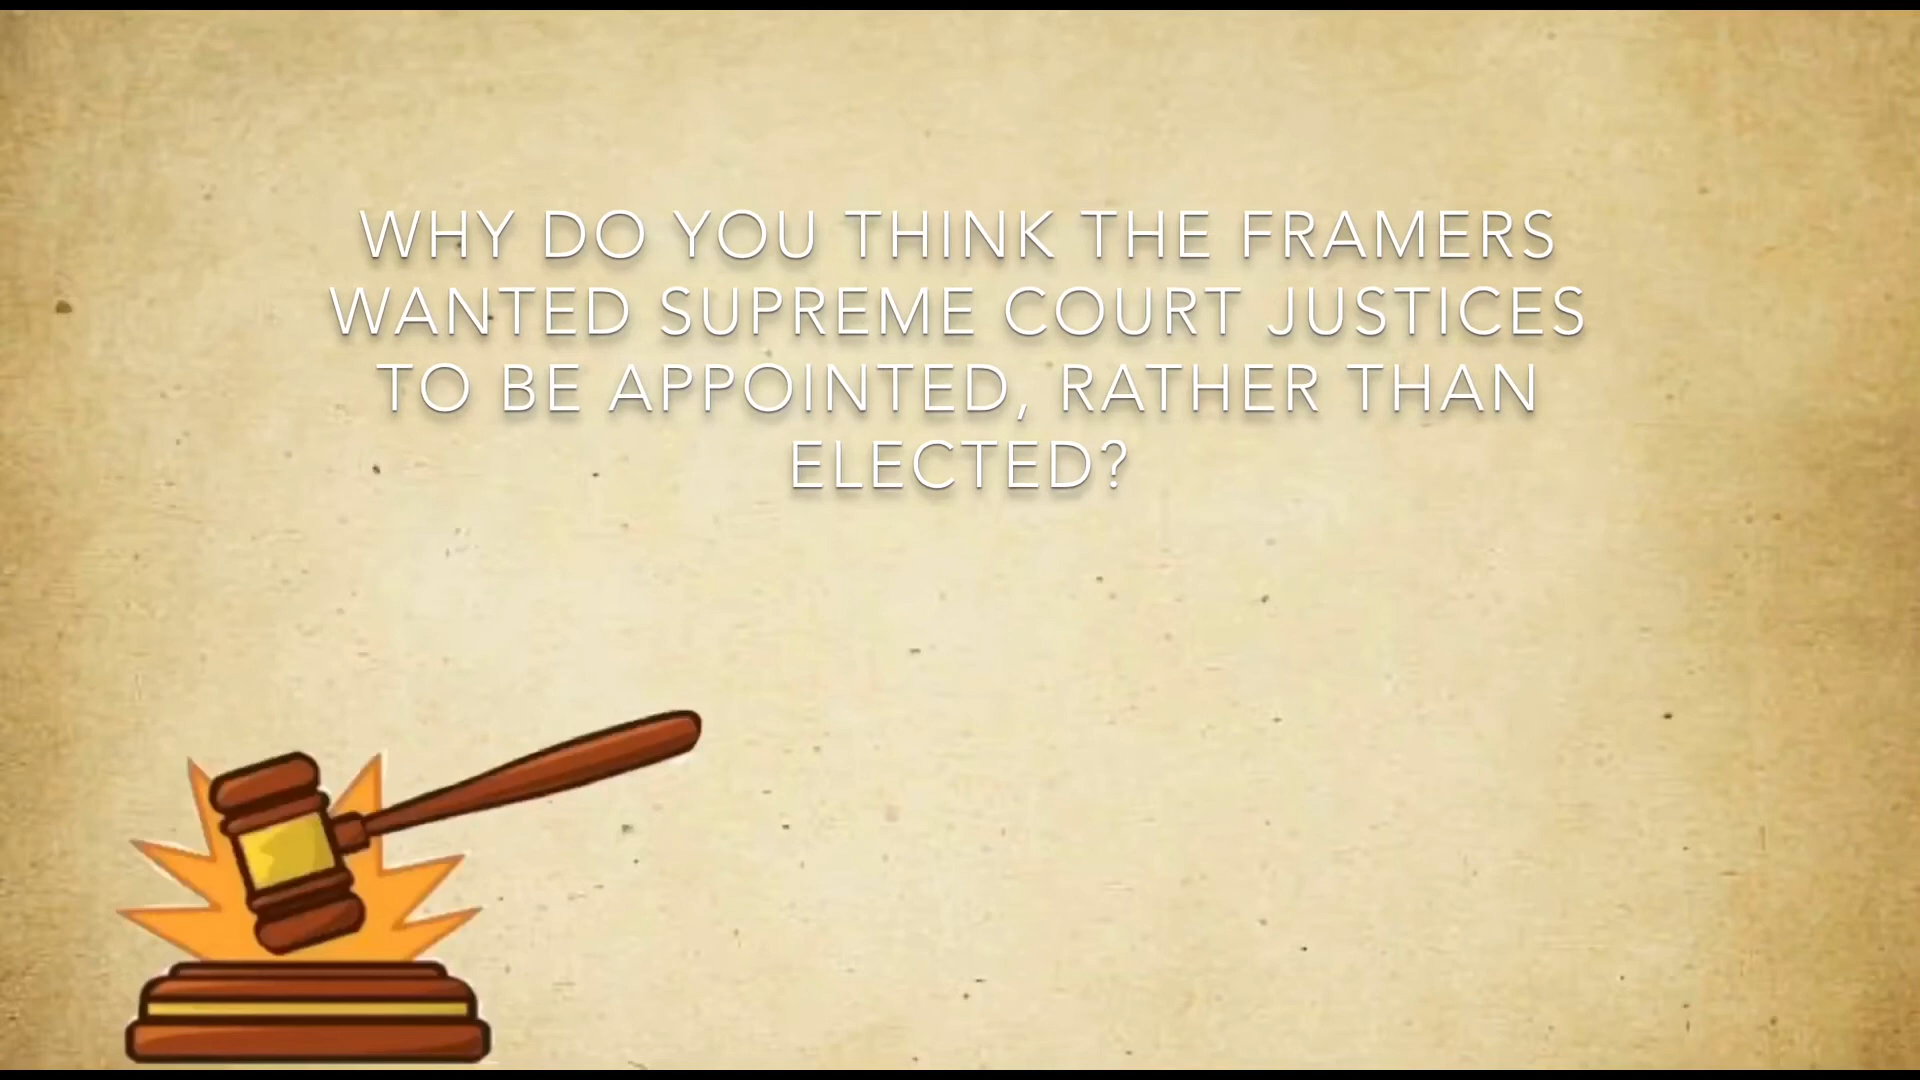 WHY DO YOU THINK THE FRAMERS
WANTED SUPREME COURT JUSTICES
TO BE APPOINTED, RATHER THAN
ELECTED?